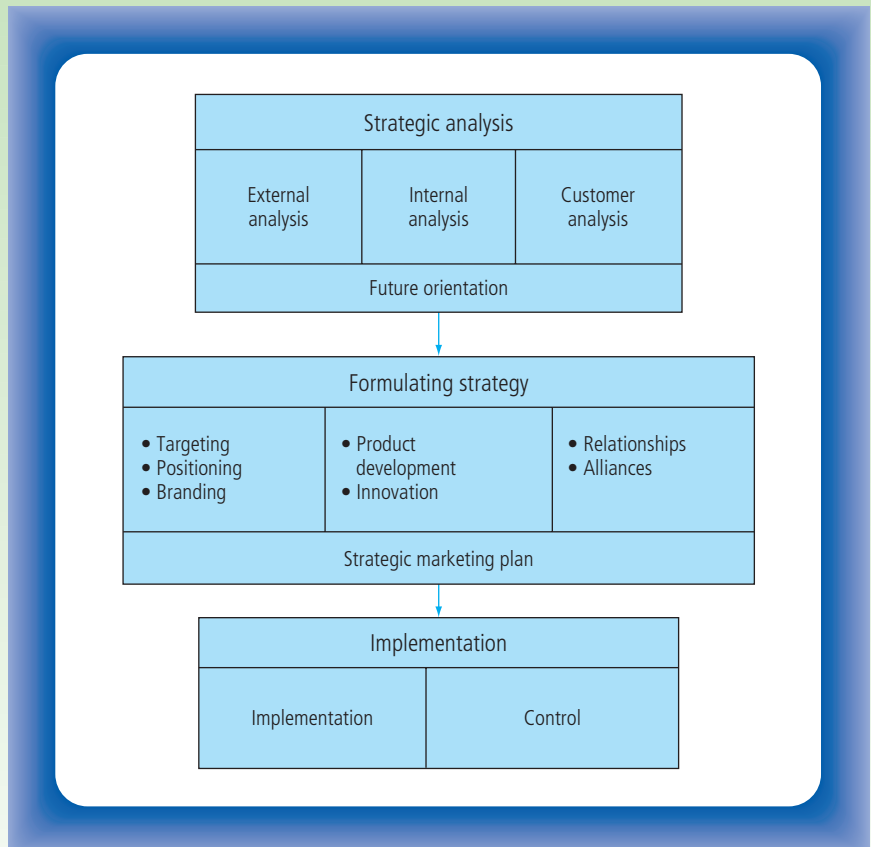 Strategic analysis
External
analysis
Internal
analysis
Customer
analysis
Future orientation
Formulating strategy
• Targeting
• Positioning
• Branding
• Product
development
• Innovation
• Relationships
• Alliances
Strategic marketing plan
Implementation
Implementation
Control